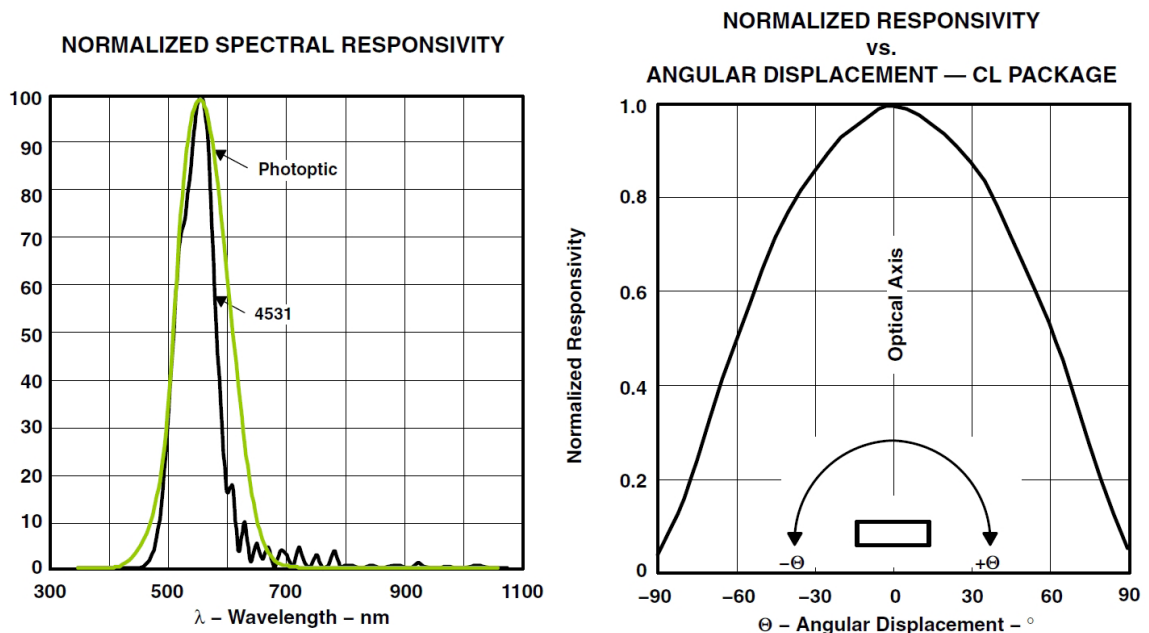 NORMALIZED SPECTRAL RESPONSIVITY
100
90
80
70
60
50
40
30
20
10
0
Photoptic
4531
300
500
700
900
1100
λ – Wavelength – nm
NORMALIZED RESPONSIVITY
vs.
ANGULAR DISPLACEMENT — CL PACKAGE
Normalized Responsivity
1.0
0.8
0.6
0.4
0.2
0
Optical Axis
–Θ
+Θ
–90
–60
–30
0
30
60
90
Θ – Angular Displacement – °